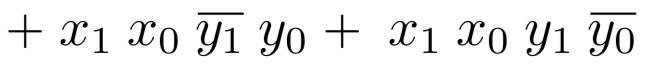 + x₁ x₀ y̅₁̅ y₀ + x₁ x₀ y₁ y̅₀̅